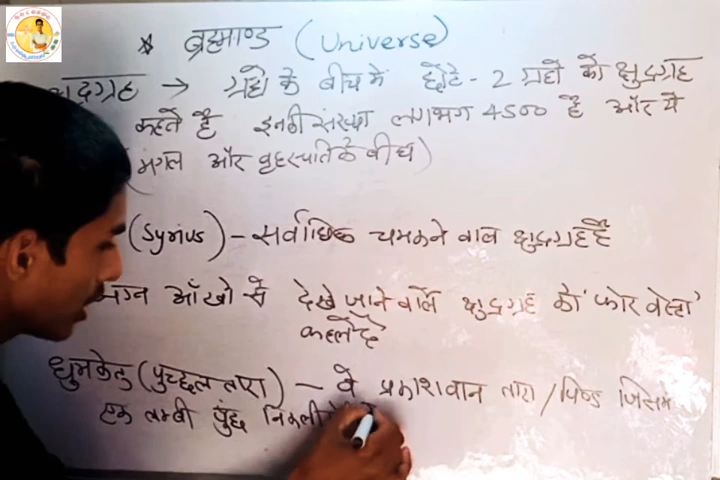 ब्रह्माण्ड (Universe)
क्षुद्रग्रह → ग्रहो के बीच में छोटे-2 ग्रहों को क्षुद्रग्रह
कहते है इनकी संख्या लगभग 4500 है और ये
(मंगल और वृहस्पति के बीच)
(Syrius) - सर्वाधिक चमकने वाल क्षुद्रग्रह है
नग्न आँखो से देखे जाने वाले क्षुद्रग्रह को 'फोर वेस्टा'
कहते है
धुमकेतु (पुच्छल तारा) - वे प्रकाशवान तारा/पिण्ड जिसमे
एक लम्बी पुंछ निकली